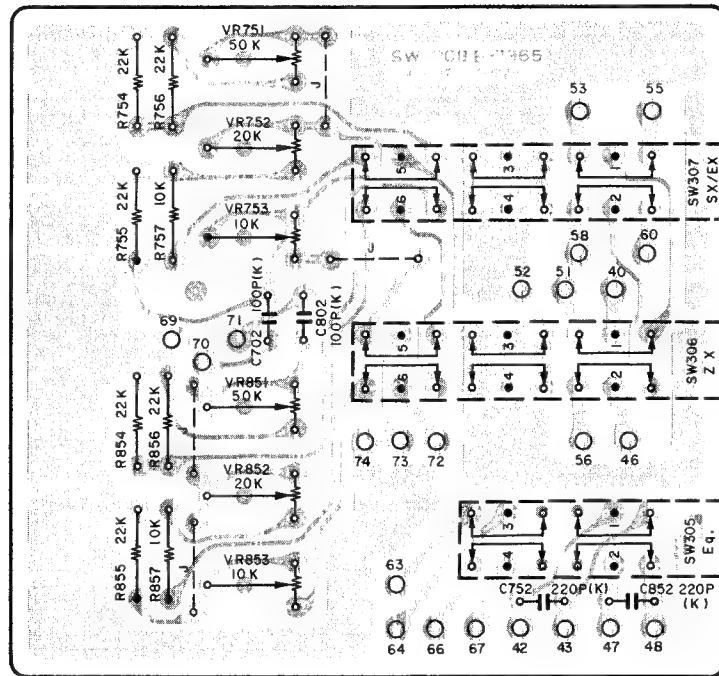 VR751
50K
22K
22K
R754
R756
J
VR752
20K
53
55
22K
10K
R755
R757
VR753
10K
5
3
1
6
4
2
SW307
SX/EX
J
58
60
52
51
40
69
71
70
C702
100P(K)
C802
100P(K)
5
3
1
6
4
2
SW306
ZX
22K
22K
R854
R856
VR851
50K
74
73
72
56
46
VR852
20K
22K
10K
R855
R857
J
VR853
10K
3
1
4
2
SW305
Eq.
63
C752
220P(K)
C852
220P
(K)
64
66
67
42
43
47
48